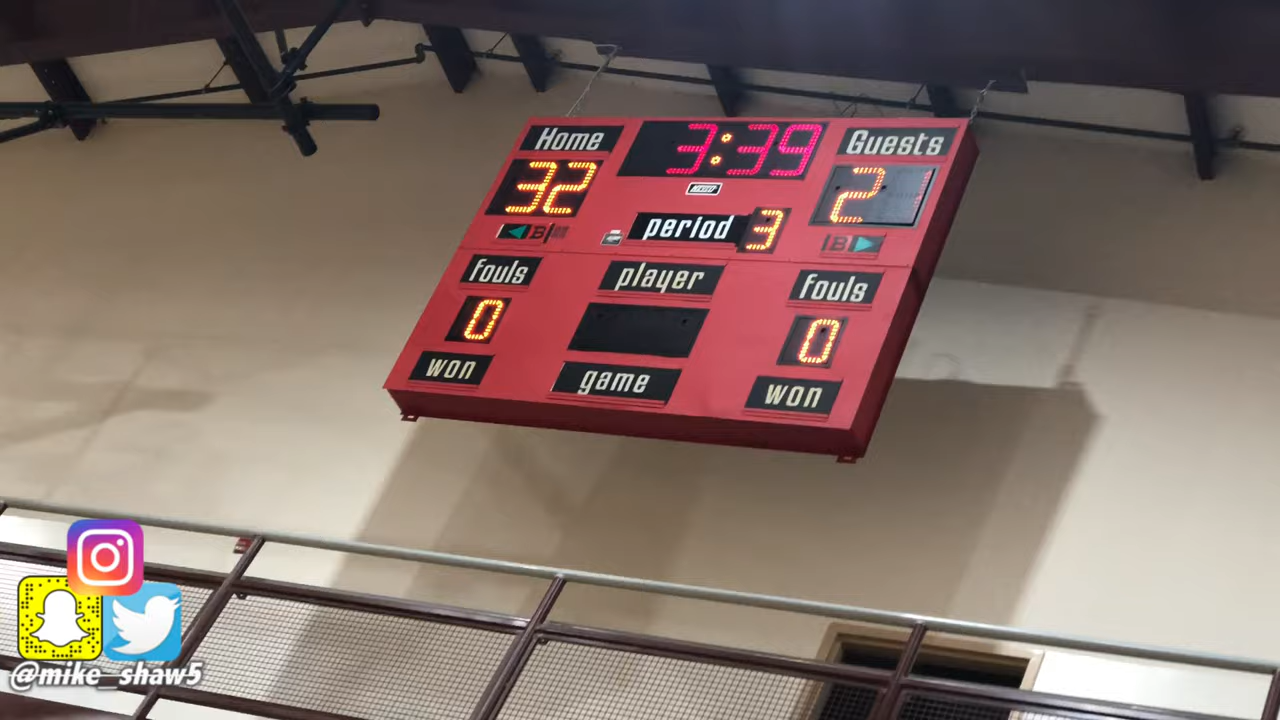 Home 3:39 Guests
32 2
period 3
B B
fouls player fouls
0 0
won game won
@mike_shaw5